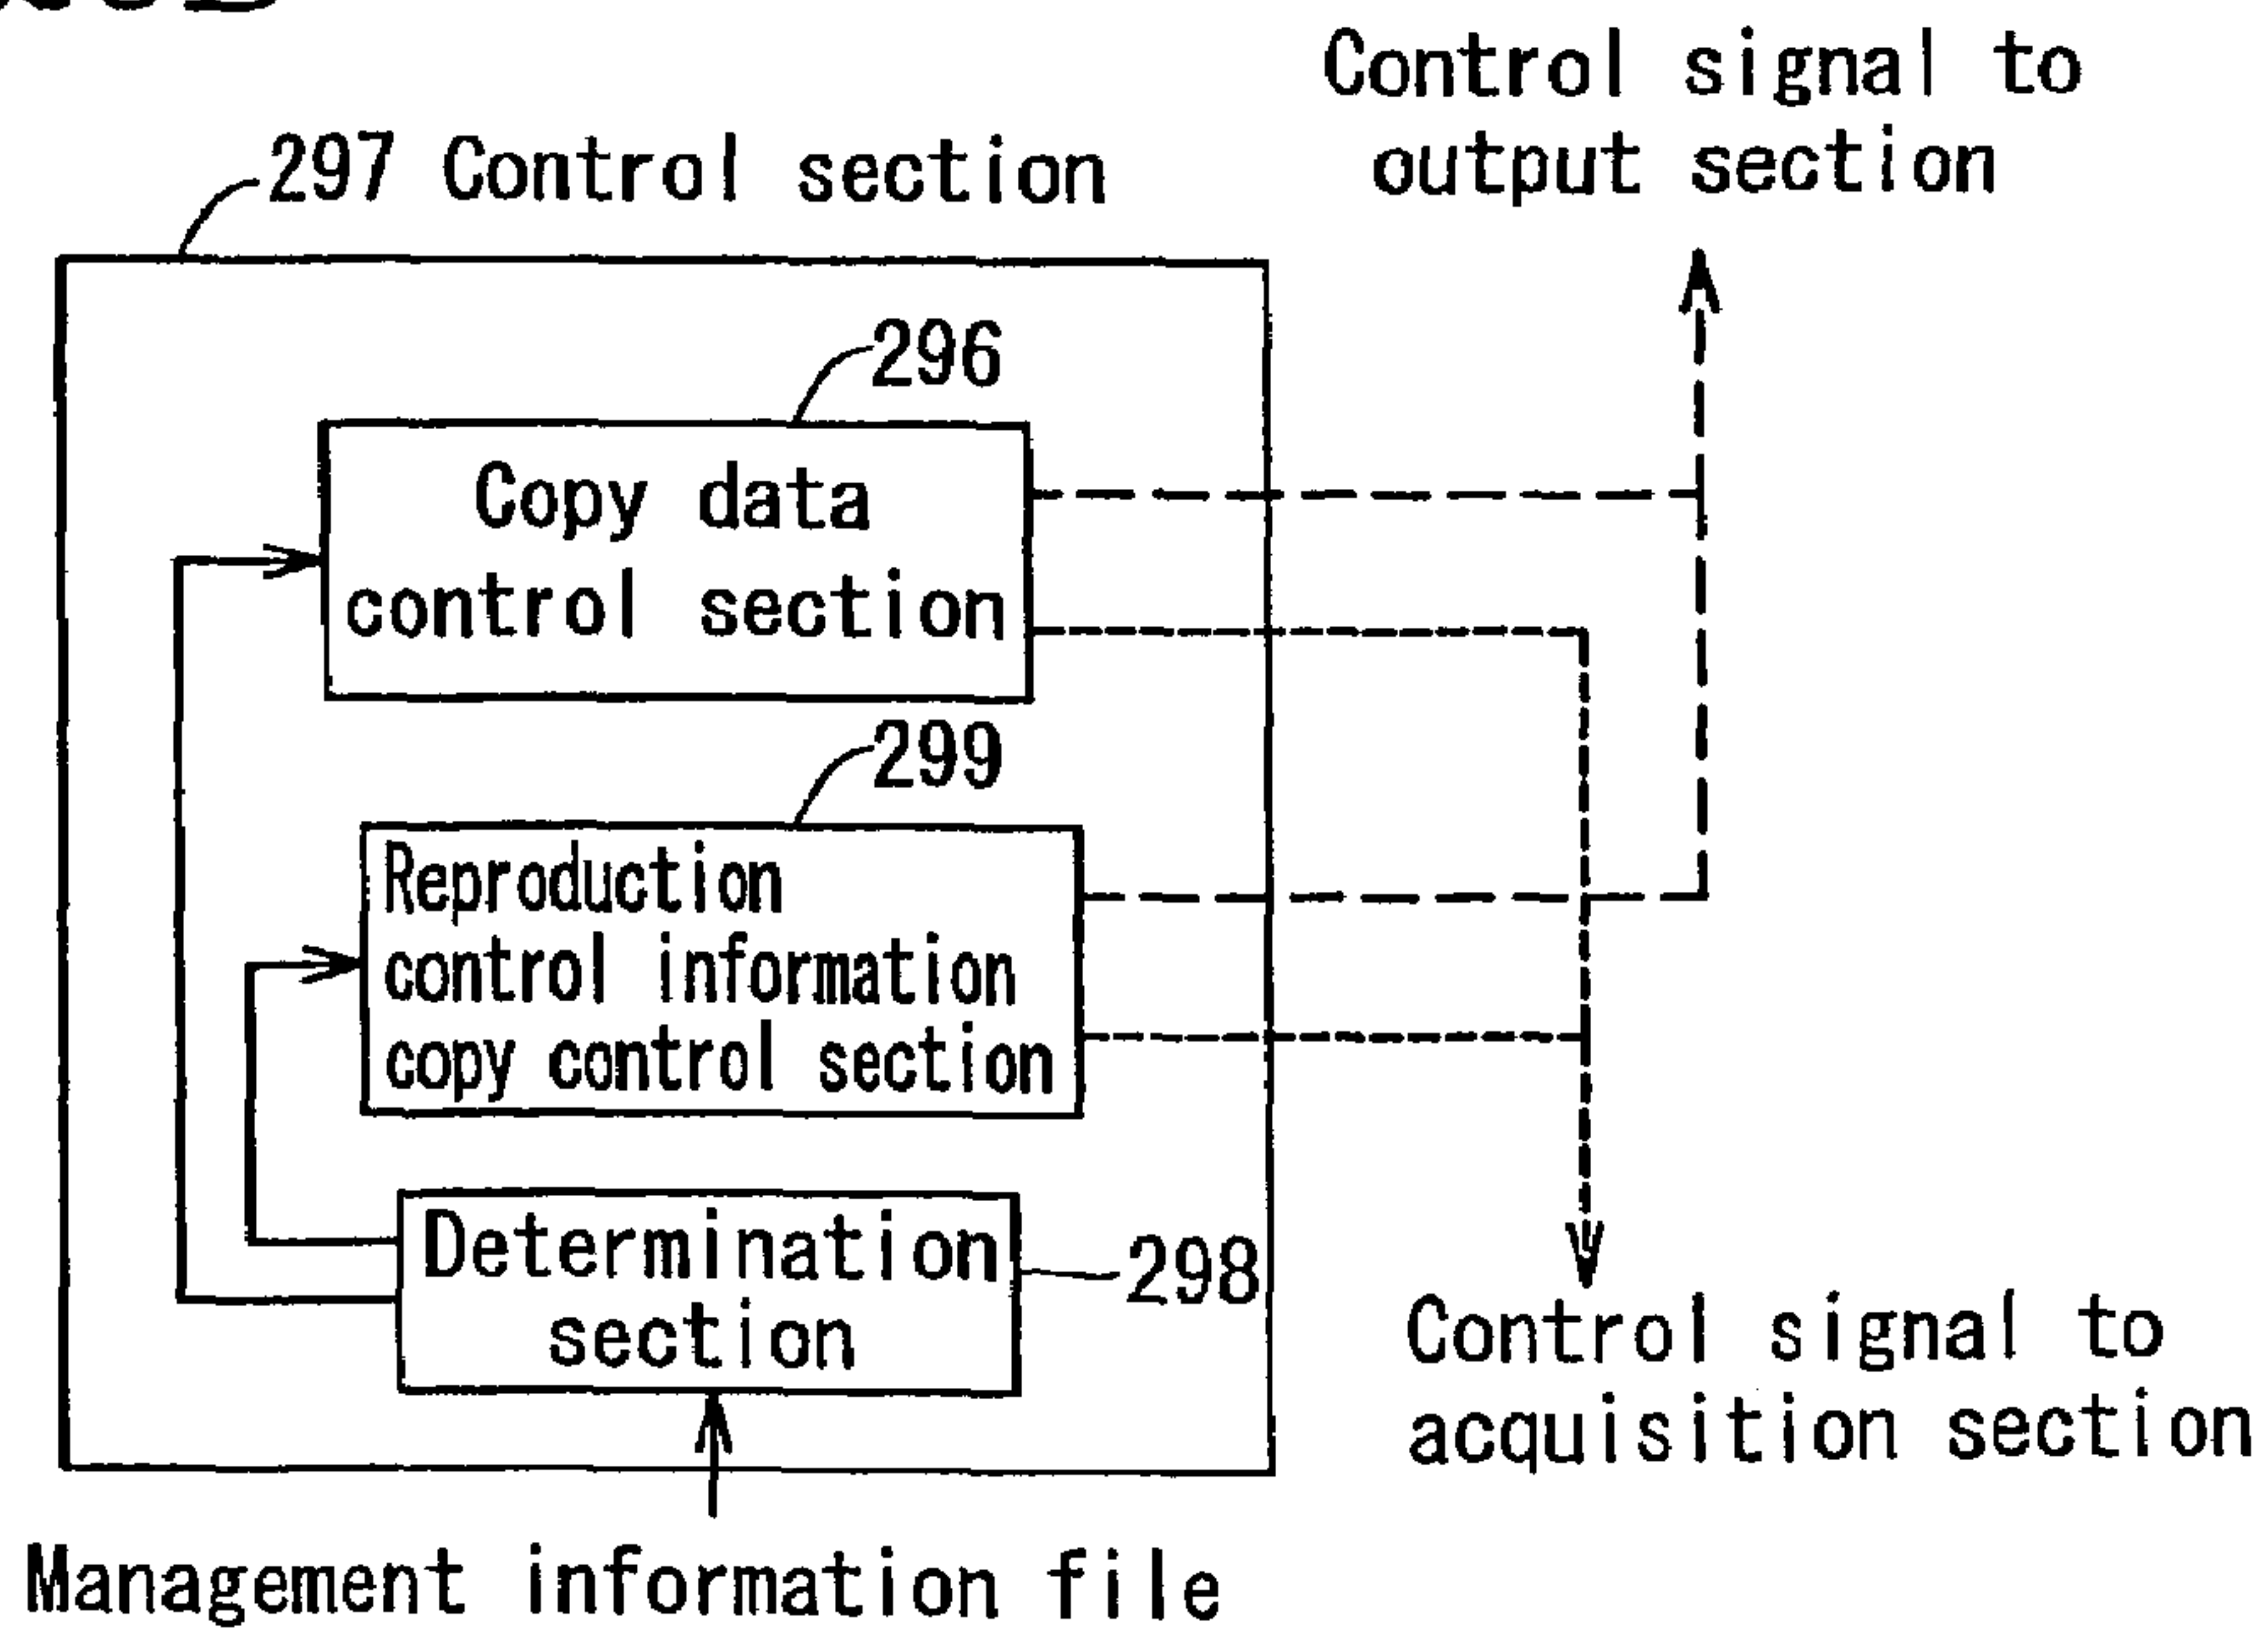 Control signal to
output section
297 Control section
296
Copy data
control section
299
Reproduction
control information
copy control section
Determination
section
298
Control signal to
acquisition section
Management information file